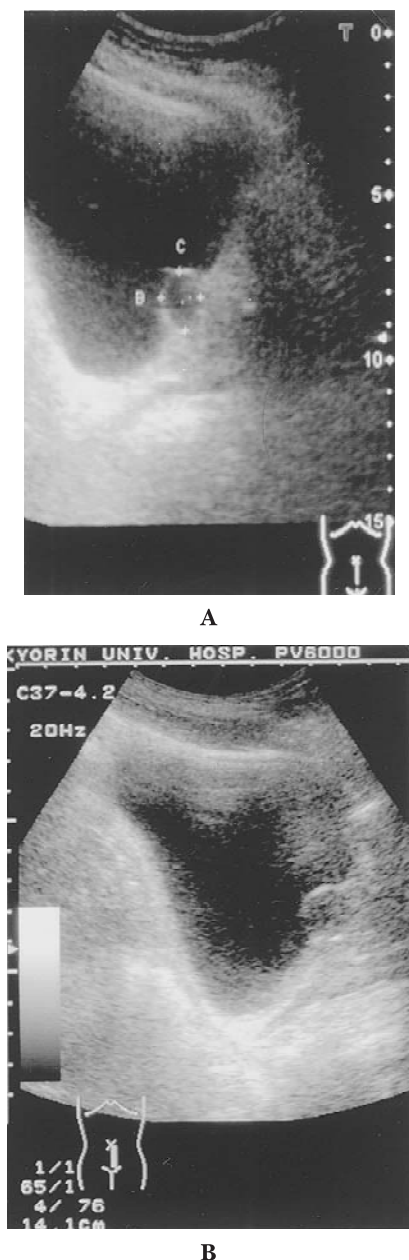 T 0
5
C
D
10
15
A
KYORIN UNIV. HOSP. PV6000
C37-4.2
20Hz
1/1
65/1
4/ 76
14.1cm
B